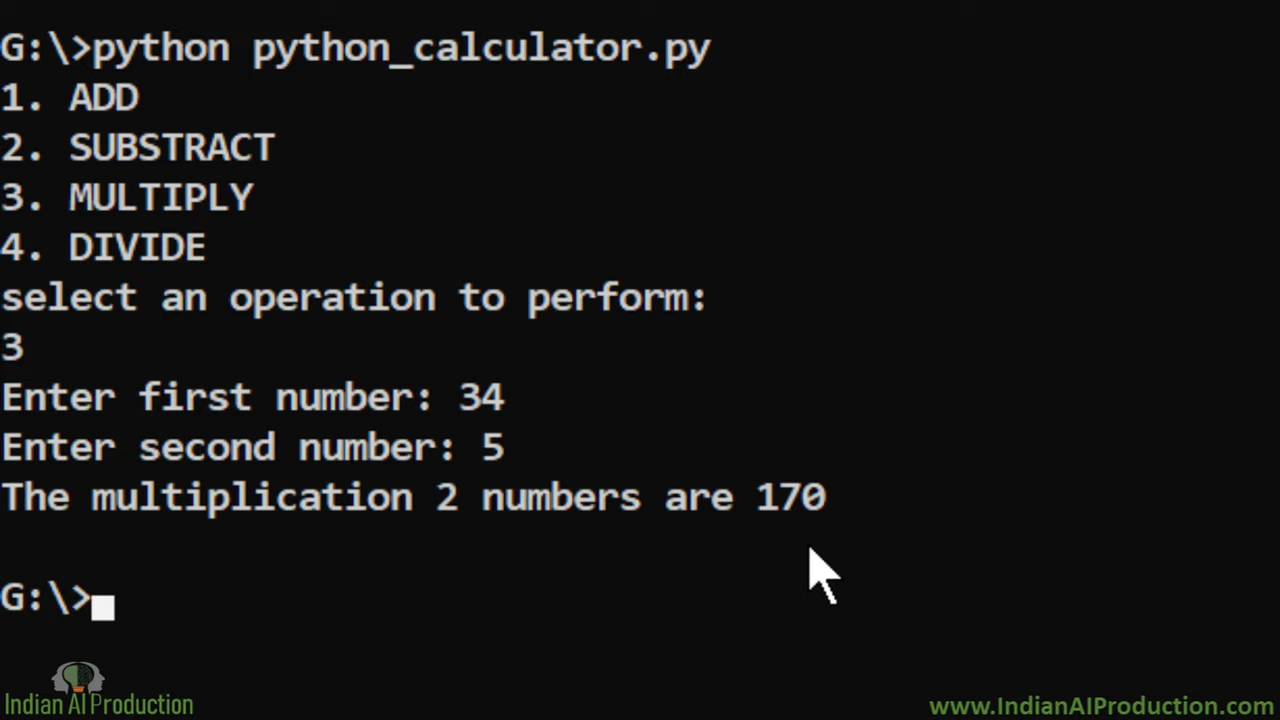 G:\>python python_calculator.py
1. ADD
2. SUBSTRACT
3. MULTIPLY
4. DIVIDE
select an operation to perform:
3
Enter first number: 34
Enter second number: 5
The multiplication 2 numbers are 170
G:\>
Indian AI Production
www.IndianAIProduction.com